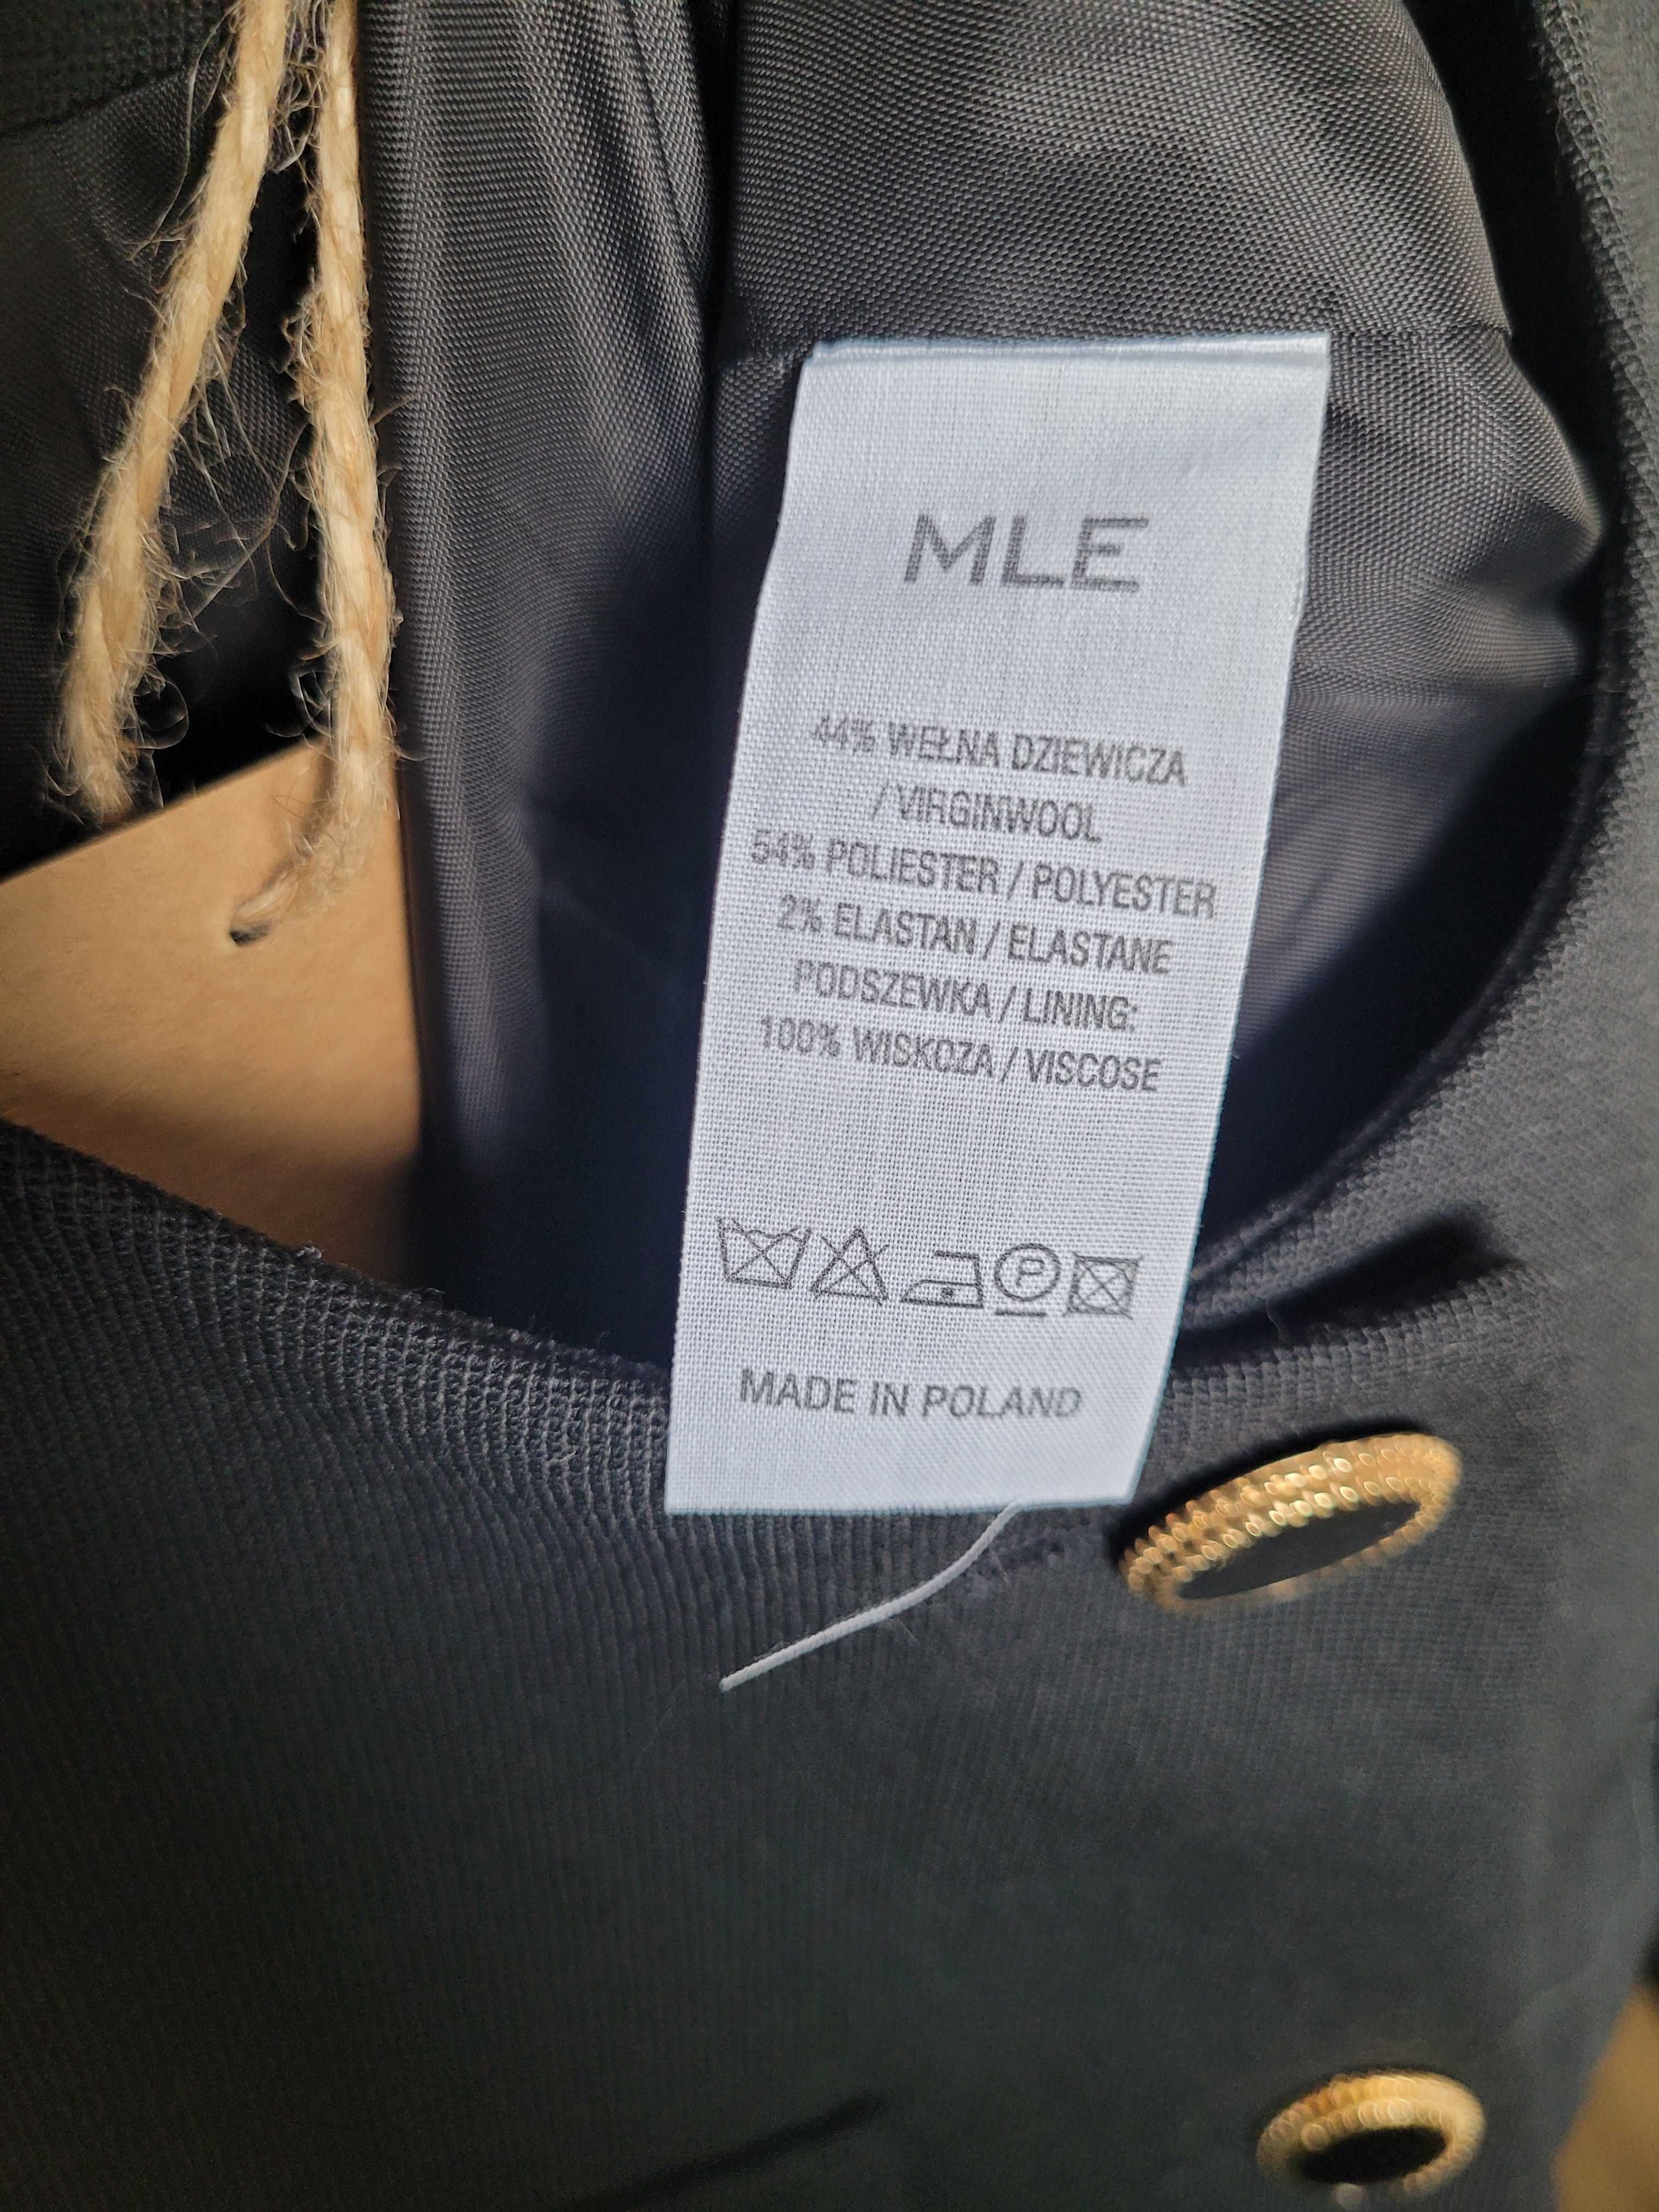 MLE
44% WEŁNA DZIEWICZA
/ VIRGINWOOL
54% POLIESTER / POLYESTER
2% ELASTAN / ELASTANE
PODSZEWKA / LINING:
100% WISKOZA / VISCOSE
P
MADE IN POLAND